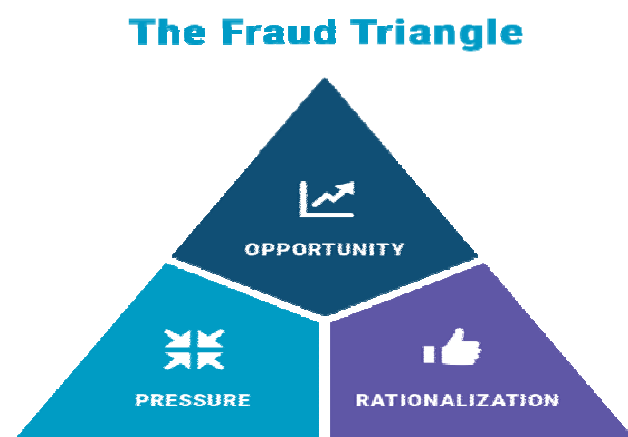 The Fraud Triangle
OPPORTUNITY
PRESSURE
RATIONALIZATION